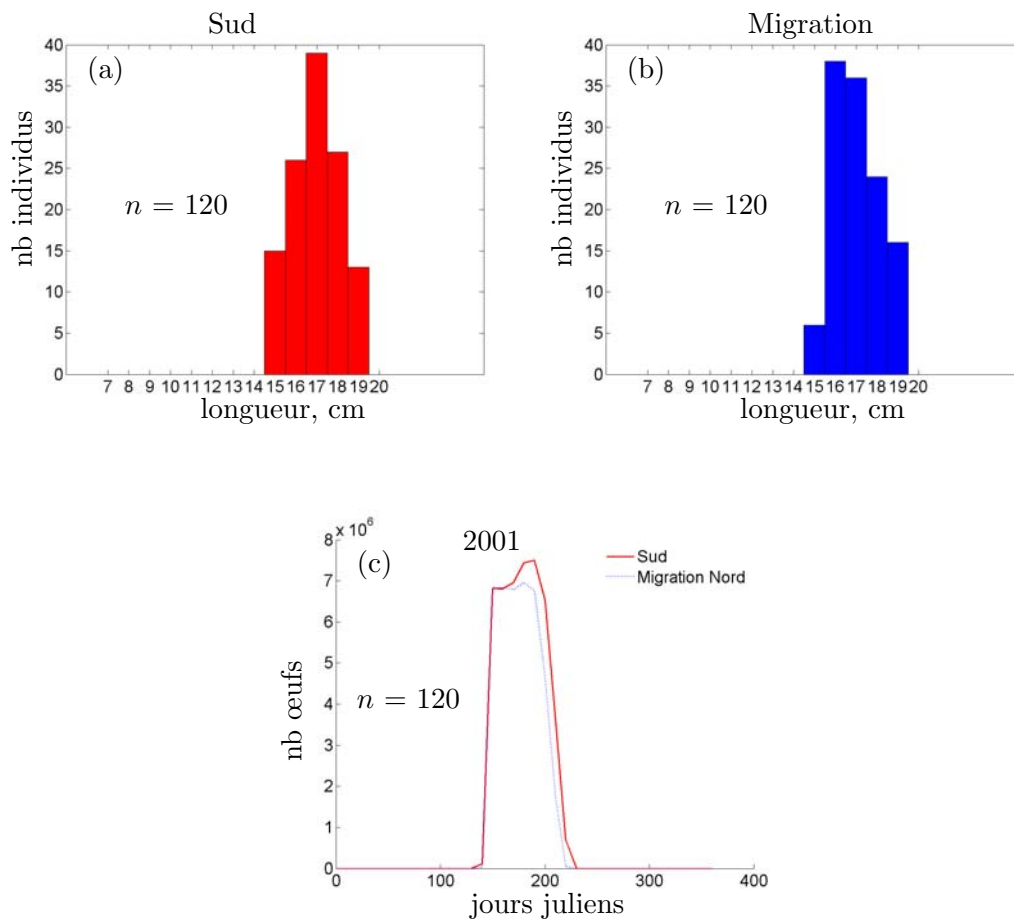 Sud
(a)
40
35
30
25
20
15
10
5
0
nb individus
n = 120
7 8 9 10 11 12 13 14 15 16 17 18 19 20
longueur, cm
Migration
(b)
40
35
30
25
20
15
10
5
0
nb individus
n = 120
7 8 9 10 11 12 13 14 15 16 17 18 19 20
longueur, cm
x 10^6
2001
(c)
8
7
6
5
4
3
2
1
0
nb œufs
n = 120
Sud
Migration Nord
0 100 200 300 400
jours juliens